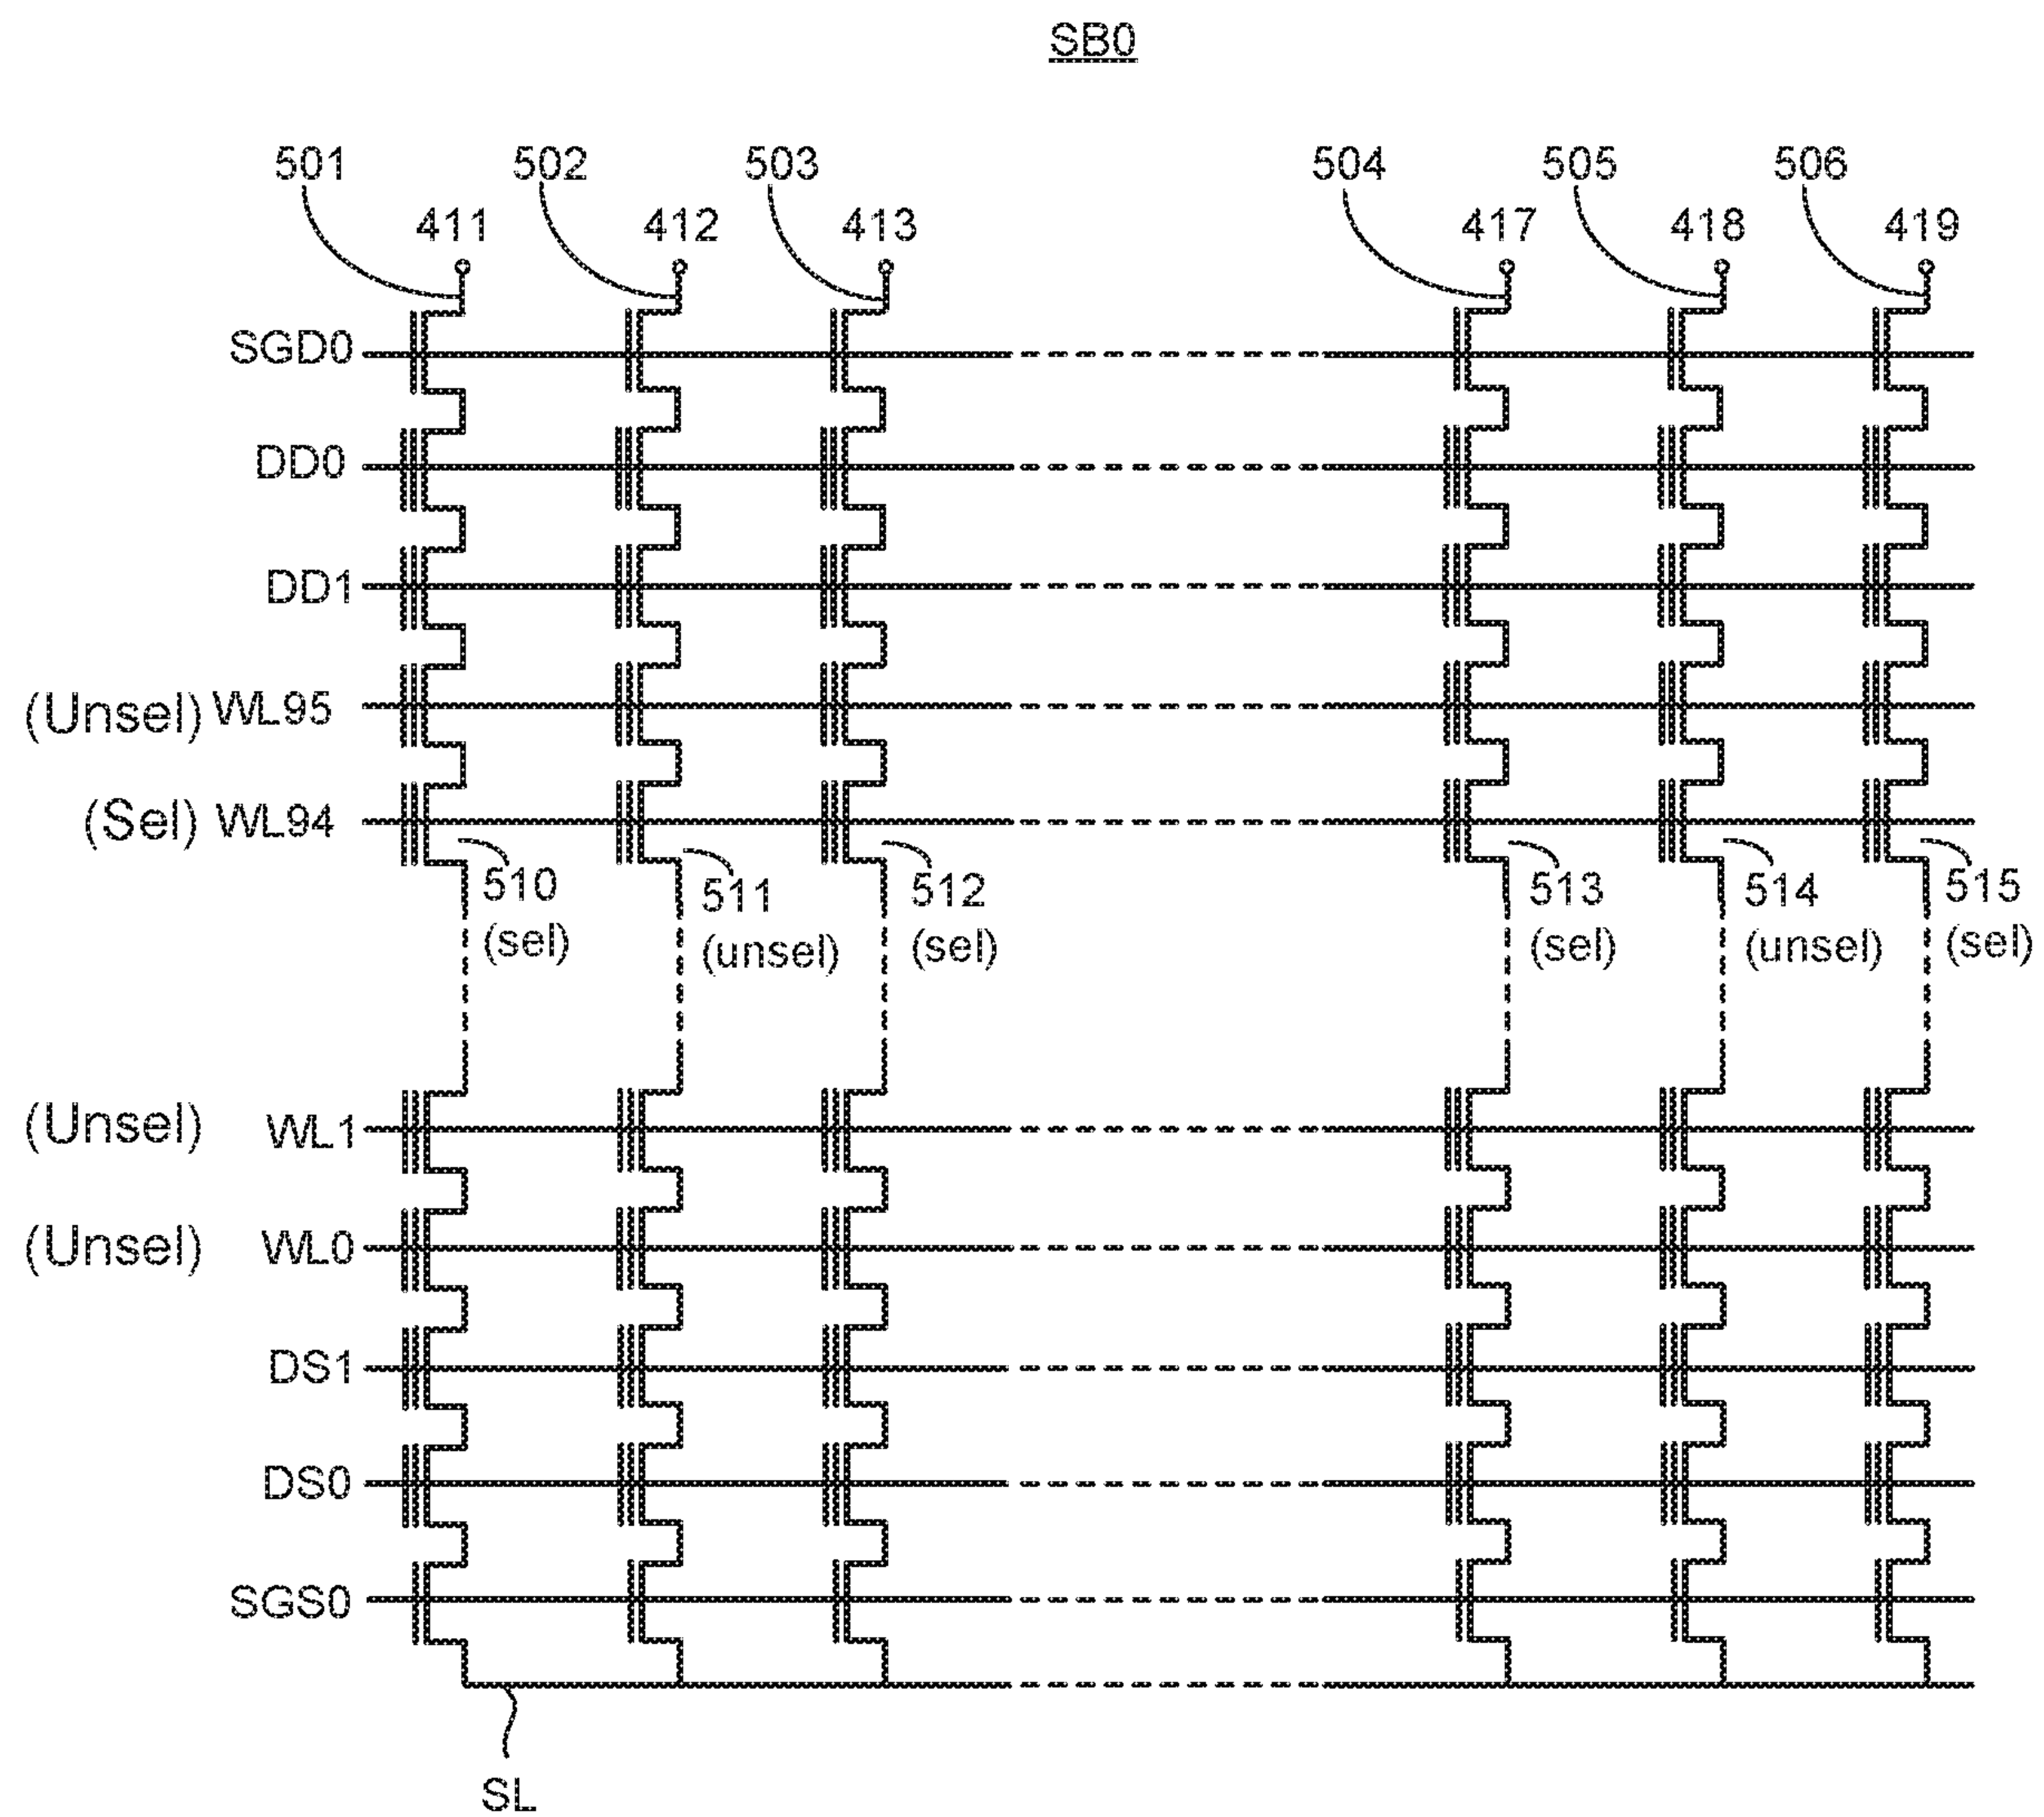 SB0
501 502 503 504 505 506
411 412 413 417 418 419
SGD0
DD0
DD1
(Unsel) WL95
(Sel) WL94
510 511 512 513 514 515
(sel) (unsel) (sel) (sel) (unsel) (sel)
(Unsel) WL1
(Unsel) WL0
DS1
DS0
SGS0
SL